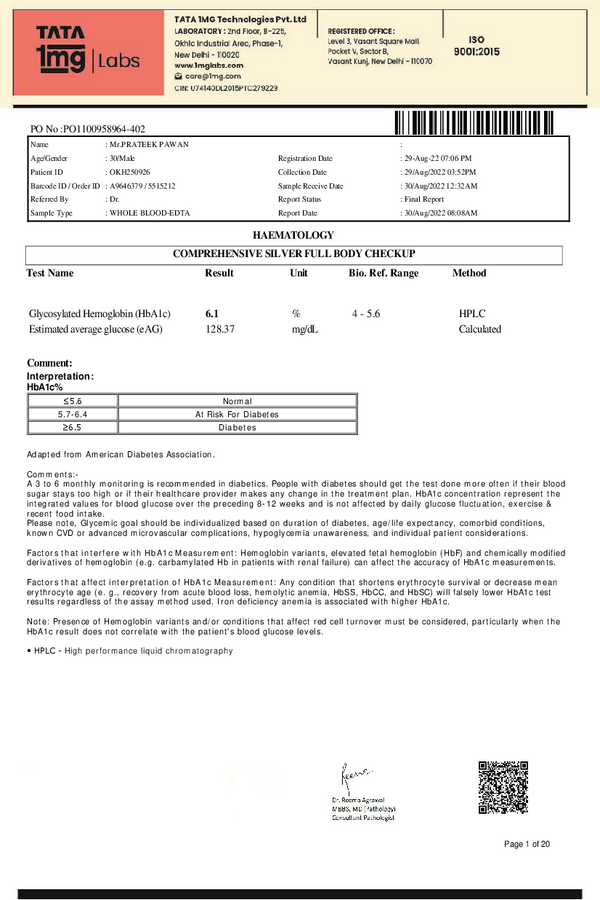 TATA
1mg Labs
TATA 1MG Technologies Pvt. Ltd
LABORATORY : 2nd Floor, B-225,
Okhla Industrial Area, Phase-1,
New Delhi - 110020
www.1mglabs.com
care@1mg.com
CIN: U74140DL2015PTC279229
REGISTERED OFFICE :
Level 3, Vasant Square Mall,
Pocket V, Sector B,
Vasant Kunj, New Delhi - 110070
ISO
9001:2015
PO No :PO1100958964-402
Name : Mr.PRATEEK PAWAN :
Age/Gender : 30/Male Registration Date : 29-Aug-22 07:06 PM
Patient ID : OKH250926 Collection Date : 29/Aug/2022 03:52PM
Barcode ID / Order ID : A9646379 / 5515212 Sample Receive Date : 30/Aug/2022 12:32AM
Referred By : Dr. Report Status : Final Report
Sample Type : WHOLE BLOOD-EDTA Report Date : 30/Aug/2022 08:08AM
HAEMATOLOGY
COMPREHENSIVE SILVER FULL BODY CHECKUP
Test Name Result Unit Bio. Ref. Range Method
Glycosylated Hemoglobin (HbA1c) 6.1 % 4 - 5.6 HPLC
Estimated average glucose (eAG) 128.37 mg/dL Calculated
Comment:
Interpretation:
HbA1c%
≤5.6 Normal
5.7-6.4 At Risk For Diabetes
≥6.5 Diabetes
Adapted from American Diabetes Association.
Comments:-
A 3 to 6 monthly monitoring is recommended in diabetics. People with diabetes should get the test done more often if their blood
sugar stays too high or if their healthcare provider makes any change in the treatment plan. HbA1c concentration represent the
integrated values for blood glucose over the preceding 8-12 weeks and is not affected by daily glucose fluctuation, exercise &
recent food intake.
Please note, Glycemic goal should be individualized based on duration of diabetes, age/life expectancy, comorbid conditions,
known CVD or advanced microvascular complications, hypoglycemia unawareness, and individual patient considerations.
Factors that interfere with HbA1c Measurement: Hemoglobin variants, elevated fetal hemoglobin (HbF) and chemically modified
derivatives of hemoglobin (e.g. carbamylated Hb in patients with renal failure) can affect the accuracy of HbA1c measurements.
Factors that affect interpretation of HbA1c Measurement: Any condition that shortens erythrocyte survival or decrease mean
erythrocyte age (e. g., recovery from acute blood loss, hemolytic anemia, HbSS, HbCC, and HbSC) will falsely lower HbA1c test
results regardless of the assay method used. Iron deficiency anemia is associated with higher HbA1c.
Note: Presence of Hemoglobin variants and/or conditions that affect red cell turnover must be considered, particularly when the
HbA1c result does not correlate with the patient's blood glucose levels.
• HPLC - High performance liquid chromatography
Reema
Dr. Reema Agrawal
MBBS, MD (Pathology)
Consultant Pathologist
Page 1 of 20